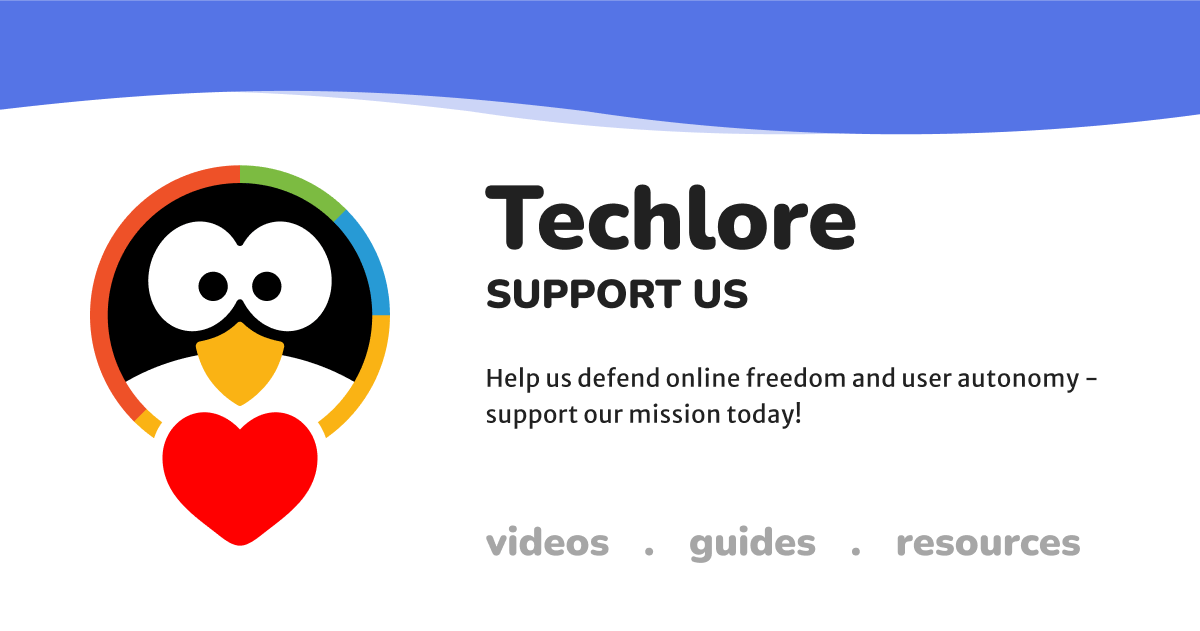 Techlore
SUPPORT US
Help us defend online freedom and user autonomy –
support our mission today!
videos . guides . resources